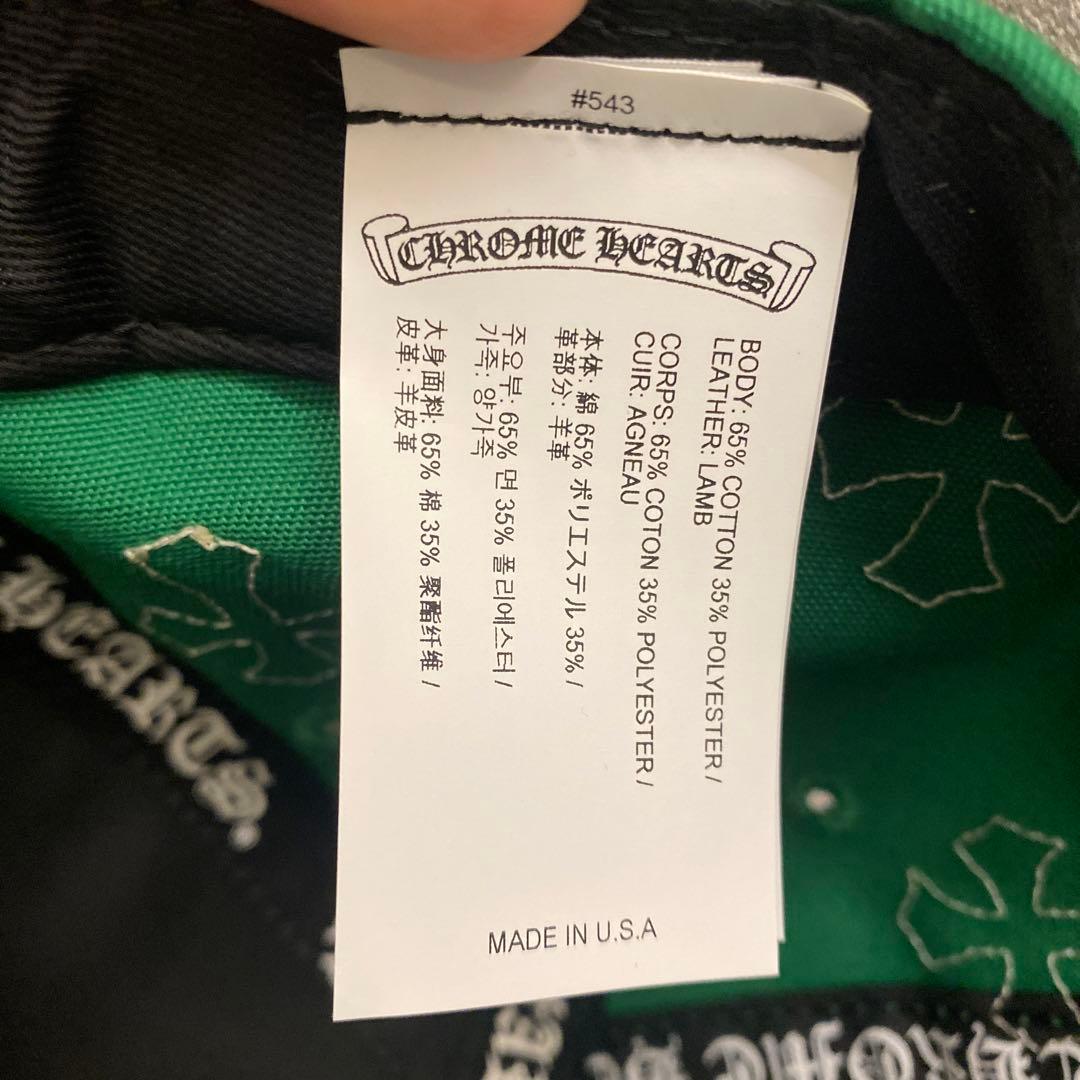 #543
CHROME HEARTS
BODY: 65% COTTON 35% POLYESTER /
LEATHER: LAMB
CORPS: 65% COTON 35% POLYESTER /
CUIR: AGNEAU
本体: 綿 65% ポリエステル 35% /
革部分: 羊革
주요부: 65% 면 35% 폴리에스터 /
가죽: 양가죽
大身面料: 65% 棉 35% 聚酯纤维 /
皮革: 羊皮革
MADE IN U.S.A
HEARTS